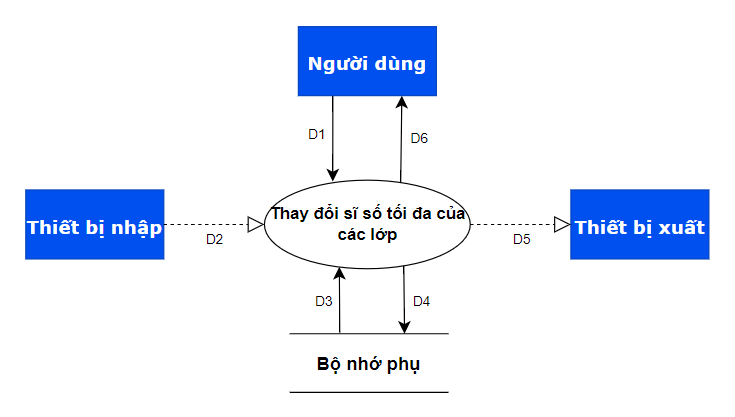 Người dùng
D1
D6
Thiết bị nhập
D2
Thay đổi sĩ số tối đa của
các lớp
D5
Thiết bị xuất
D3
D4
Bộ nhớ phụ